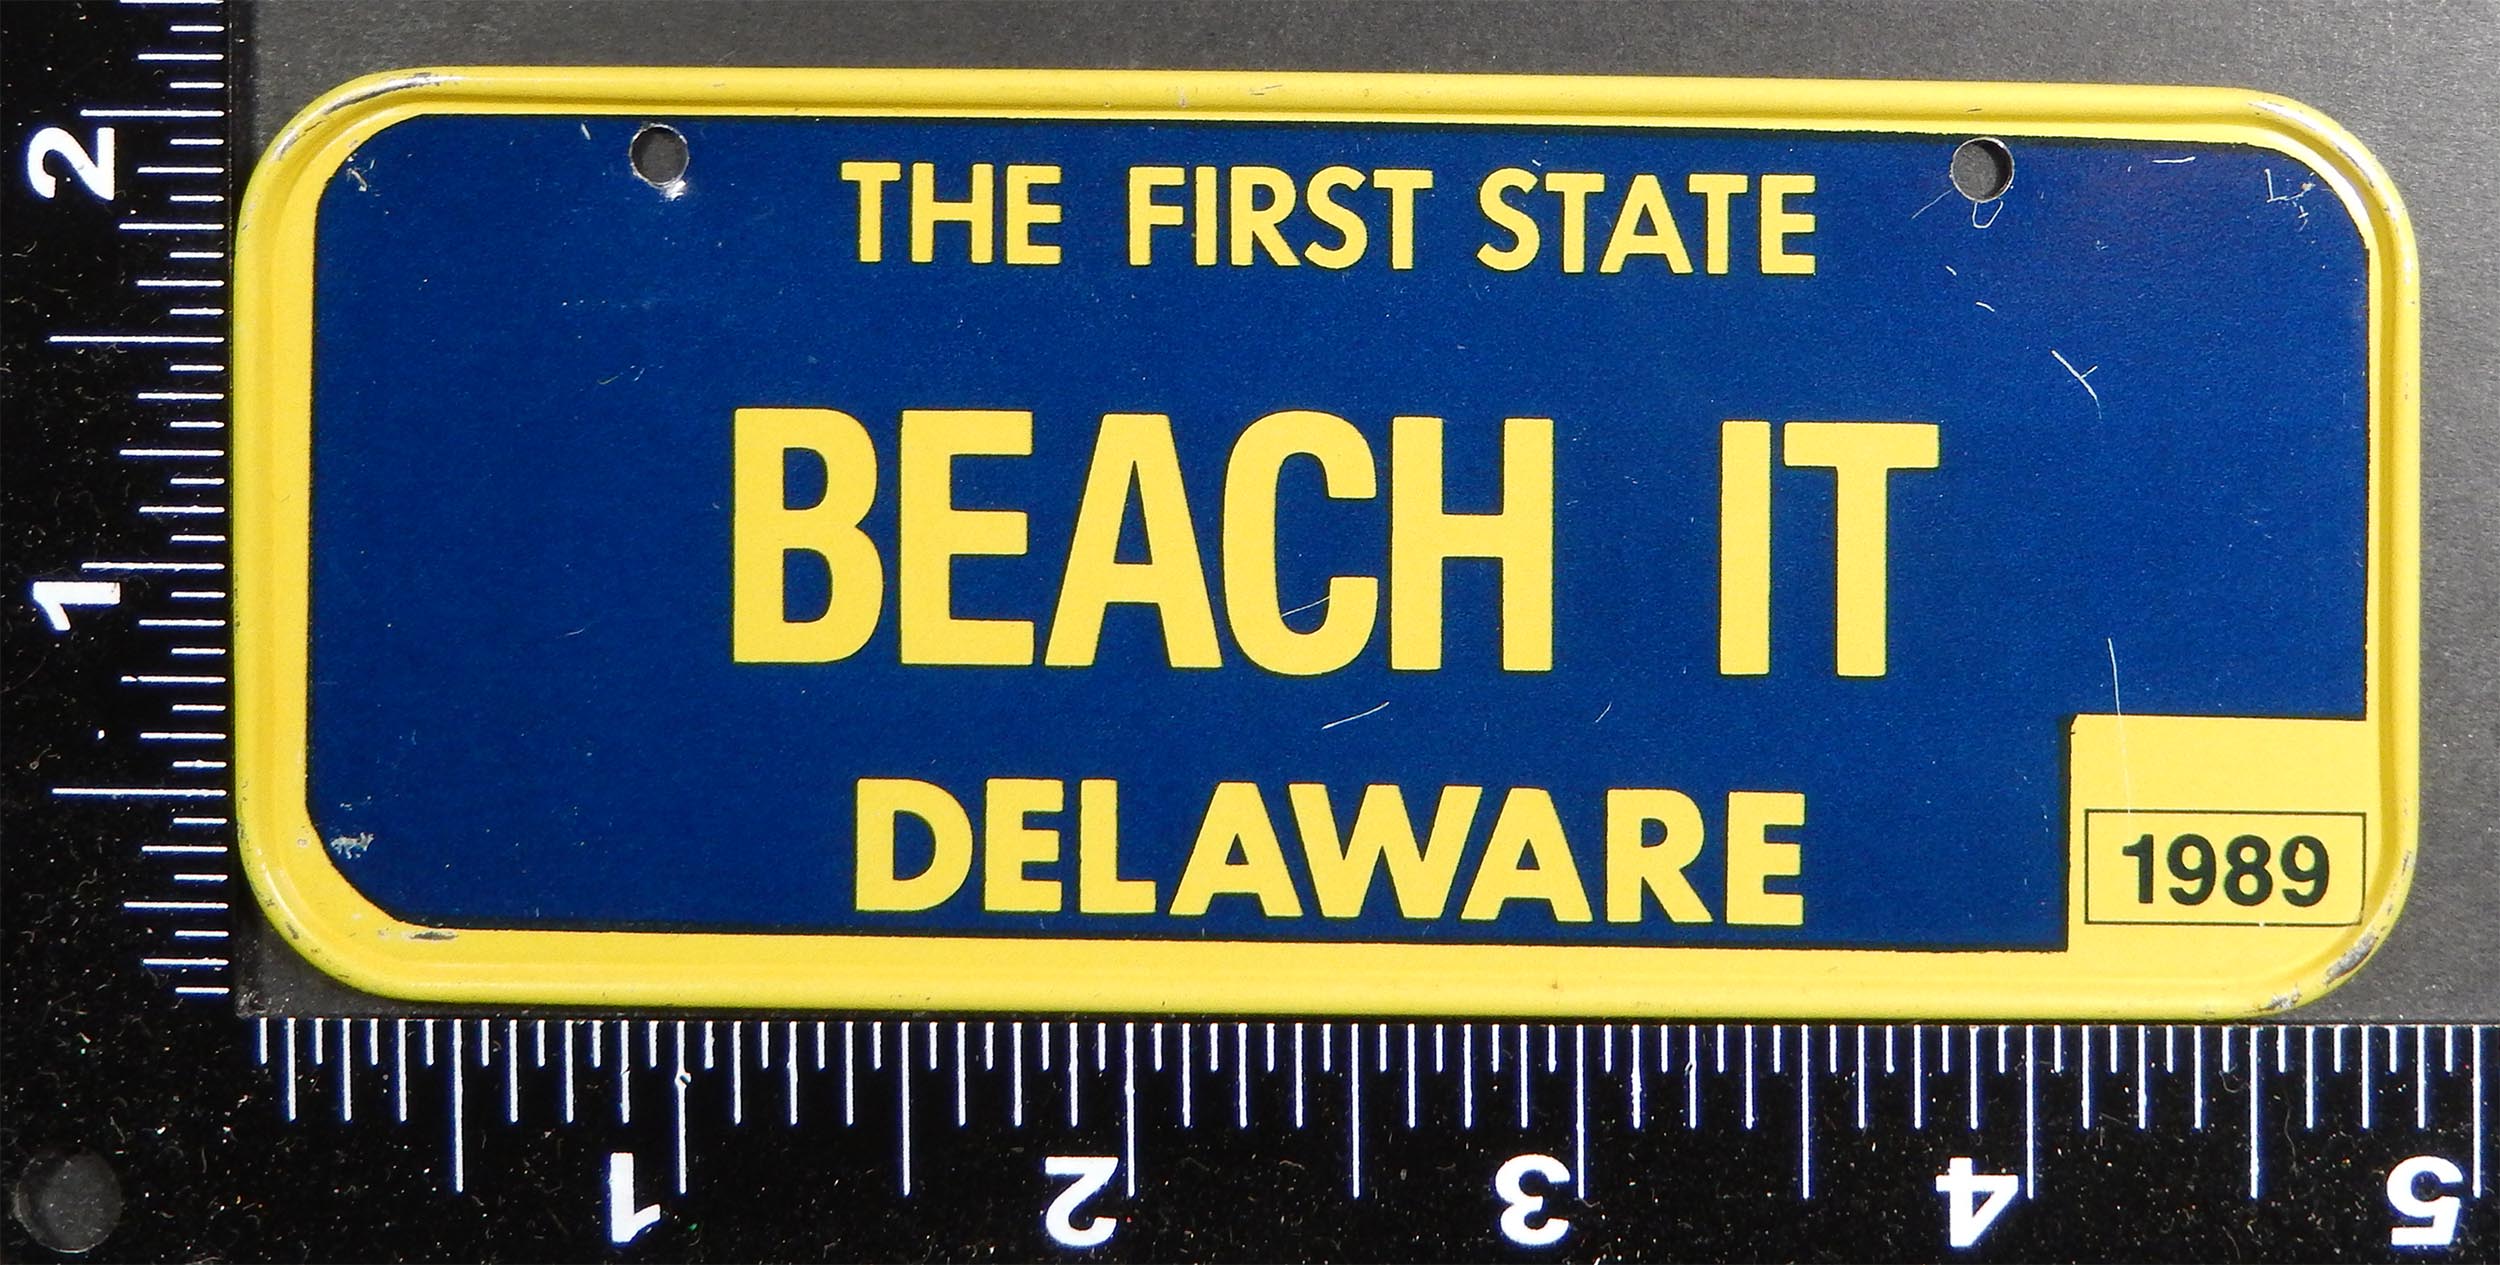 THE FIRST STATE
BEACH IT
DELAWARE
1989
2
1
1 2 3 4 5